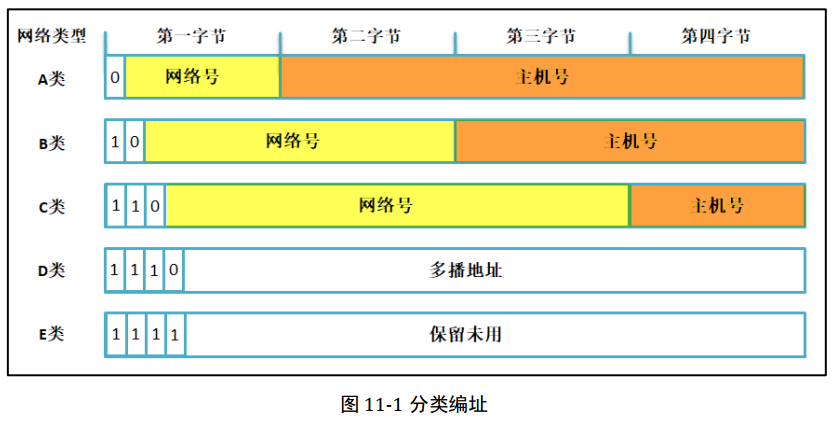 网络类型 第一字节 第二字节 第三字节 第四字节
A类 0 网络号 主机号
B类 1 0 网络号 主机号
C类 1 1 0 网络号 主机号
D类 1 1 1 0 多播地址
E类 1 1 1 1 保留未用
图 11-1 分类编址